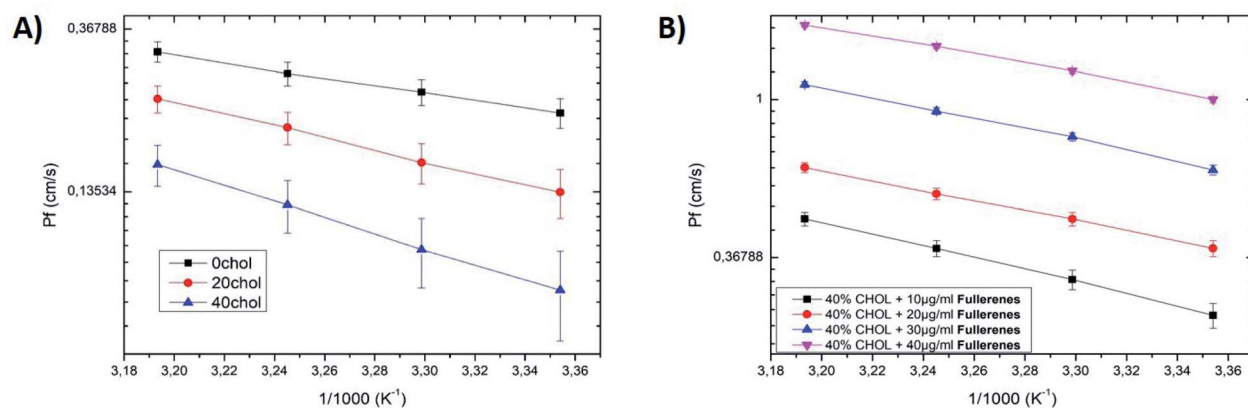 A)
0,36788
0,13534
Pf (cm/s)
0chol
20chol
40chol
3,18 3,20 3,22 3,24 3,26 3,28 3,30 3,32 3,34 3,36
1/1000 (K⁻¹)
B)
1
0,36788
Pf (cm/s)
40% CHOL + 10µg/ml Fullerenes
40% CHOL + 20µg/ml Fullerenes
40% CHOL + 30µg/ml Fullerenes
40% CHOL + 40µg/ml Fullerenes
3,18 3,20 3,22 3,24 3,26 3,28 3,30 3,32 3,34 3,36
1/1000 (K⁻¹)